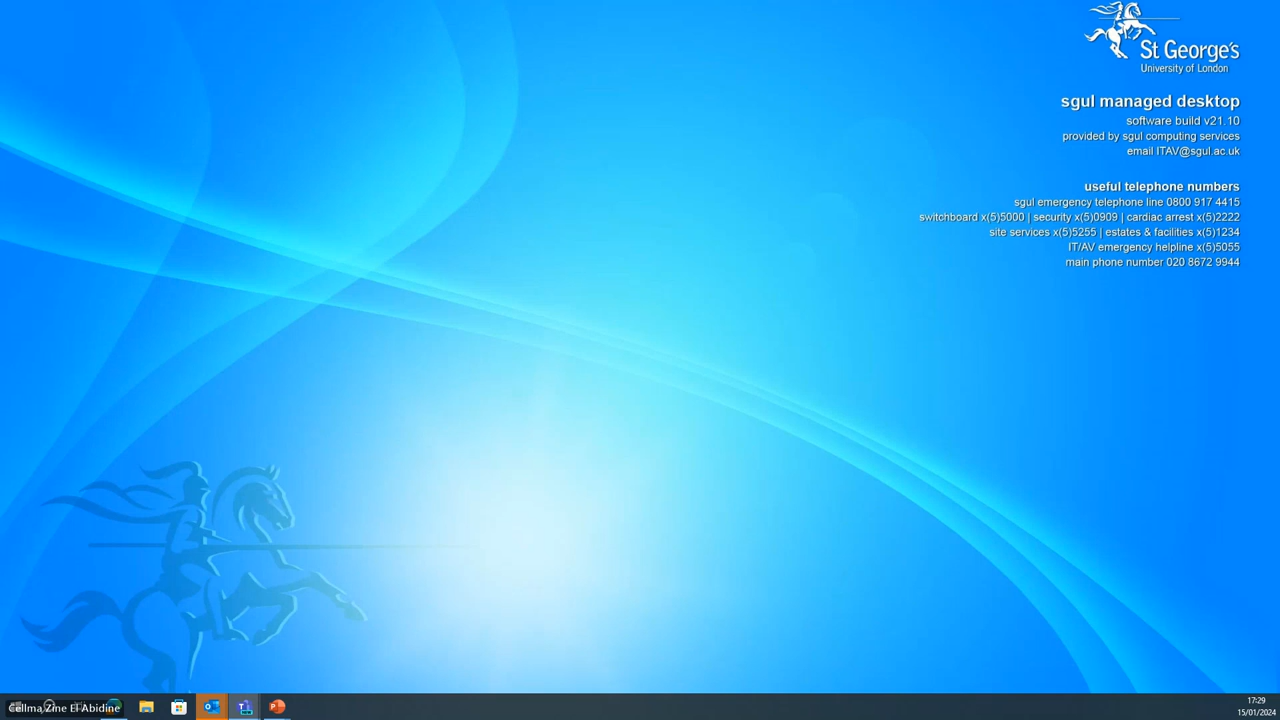 St George's
University of London
sgul managed desktop
software build v21.10
provided by sgul computing services
email ITAV@sgul.ac.uk
useful telephone numbers
sgul emergency telephone line 0800 917 4415
switchboard x(5)5000 | security x(5)0909 | cardiac arrest x(5)2222
site services x(5)5255 | estates & facilities x(5)1234
IT/AV emergency helpline x(5)5055
main phone number 020 8672 9944
Cellma Zine El Abidine
17:29
15/01/2024